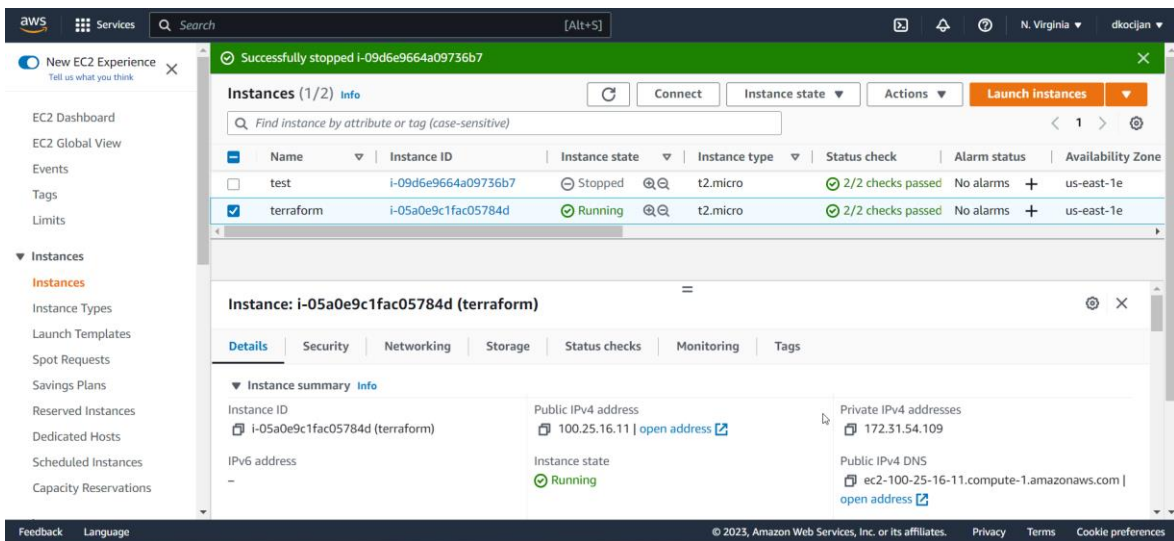 aws Services Search [Alt+S] N. Virginia dkocijan
New EC2 Experience
Tell us what you think
EC2 Dashboard
EC2 Global View
Events
Tags
Limits
Instances
Instances
Instance Types
Launch Templates
Spot Requests
Savings Plans
Reserved Instances
Dedicated Hosts
Scheduled Instances
Capacity Reservations
Successfully stopped i-09d6e9664a09736b7
Instances (1/2) Info Connect Instance state Actions Launch instances
Find instance by attribute or tag (case-sensitive) 1
Name Instance ID Instance state Instance type Status check Alarm status Availability Zone
test i-09d6e9664a09736b7 Stopped t2.micro 2/2 checks passed No alarms + us-east-1e
terraform i-05a0e9c1fac05784d Running t2.micro 2/2 checks passed No alarms + us-east-1e
Instance: i-05a0e9c1fac05784d (terraform)
Details Security Networking Storage Status checks Monitoring Tags
Instance summary Info
Instance ID Public IPv4 address Private IPv4 addresses
i-05a0e9c1fac05784d (terraform) 100.25.16.11 | open address 172.31.54.109
IPv6 address Instance state Public IPv4 DNS
– Running ec2-100-25-16-11.compute-1.amazonaws.com |
open address
Feedback Language © 2023, Amazon Web Services, Inc. or its affiliates. Privacy Terms Cookie preferences